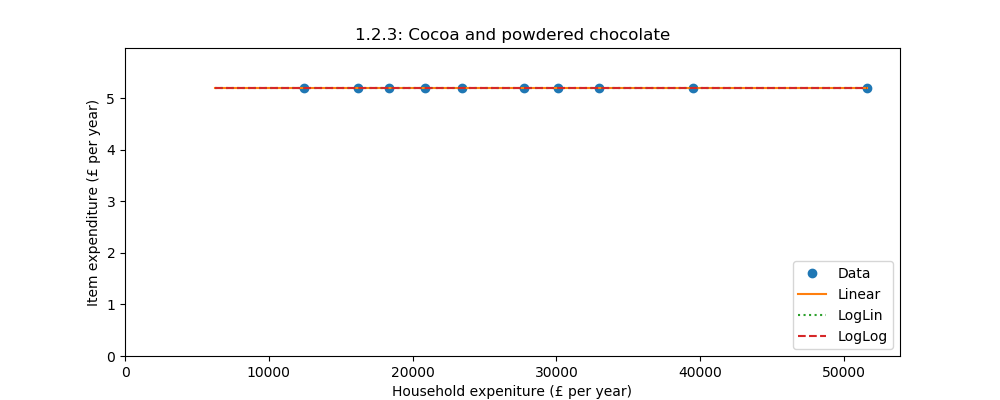 1.2.3: Cocoa and powdered chocolate
Item expenditure (£ per year)
5
4
3
2
1
0
0 10000 20000 30000 40000 50000
Household expeniture (£ per year)
Data
Linear
LogLin
LogLog